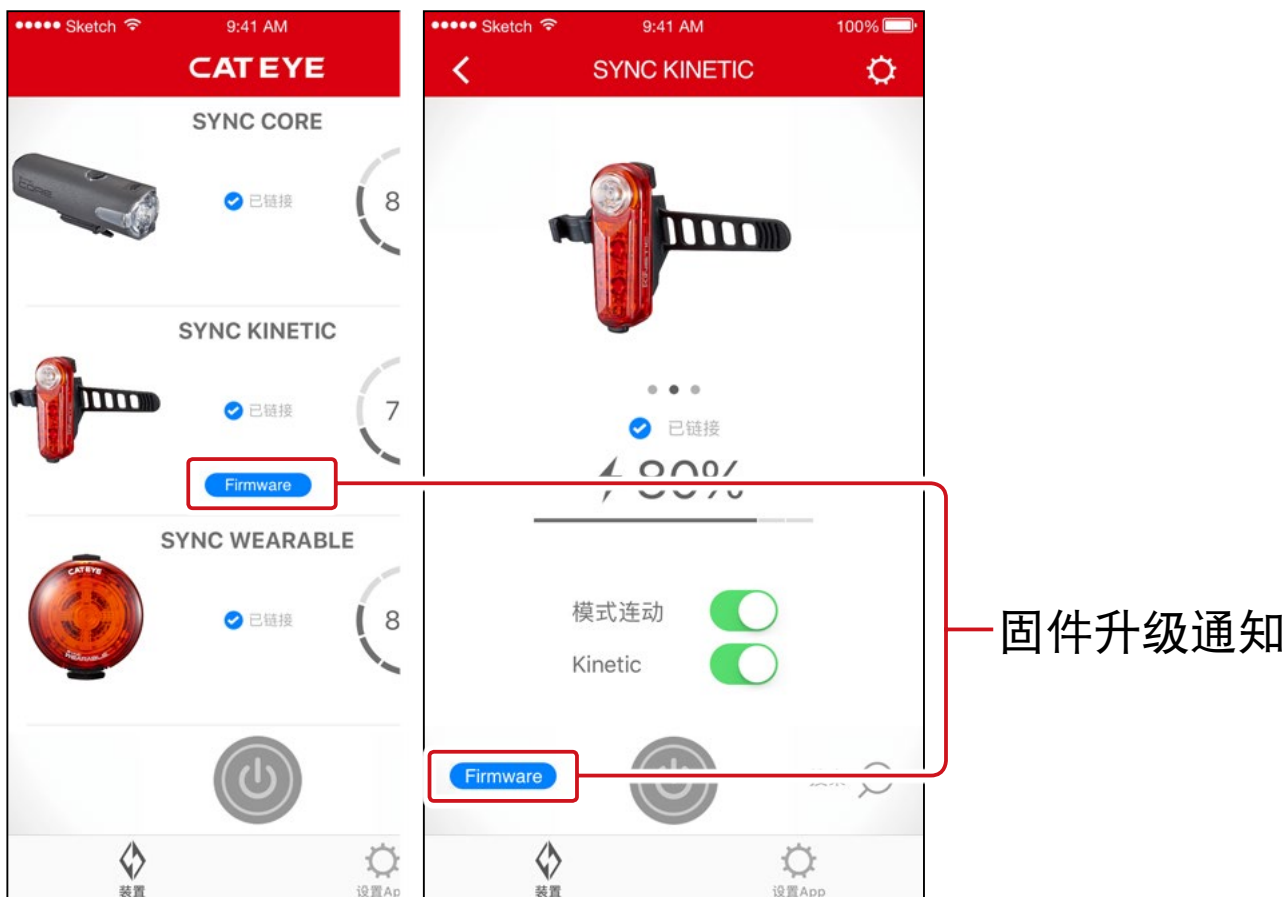 Sketch 9:41 AM
CATEYE
SYNC CORE
已链接
8
SYNC KINETIC
已链接
7
Firmware
SYNC WEARABLE
CATEYE
WEARABLE
已链接
8
装置
设置Ap
Sketch 9:41 AM 100%
SYNC KINETIC
已链接
80%
模式连动
Kinetic
Firmware
装置
设置App
固件升级通知